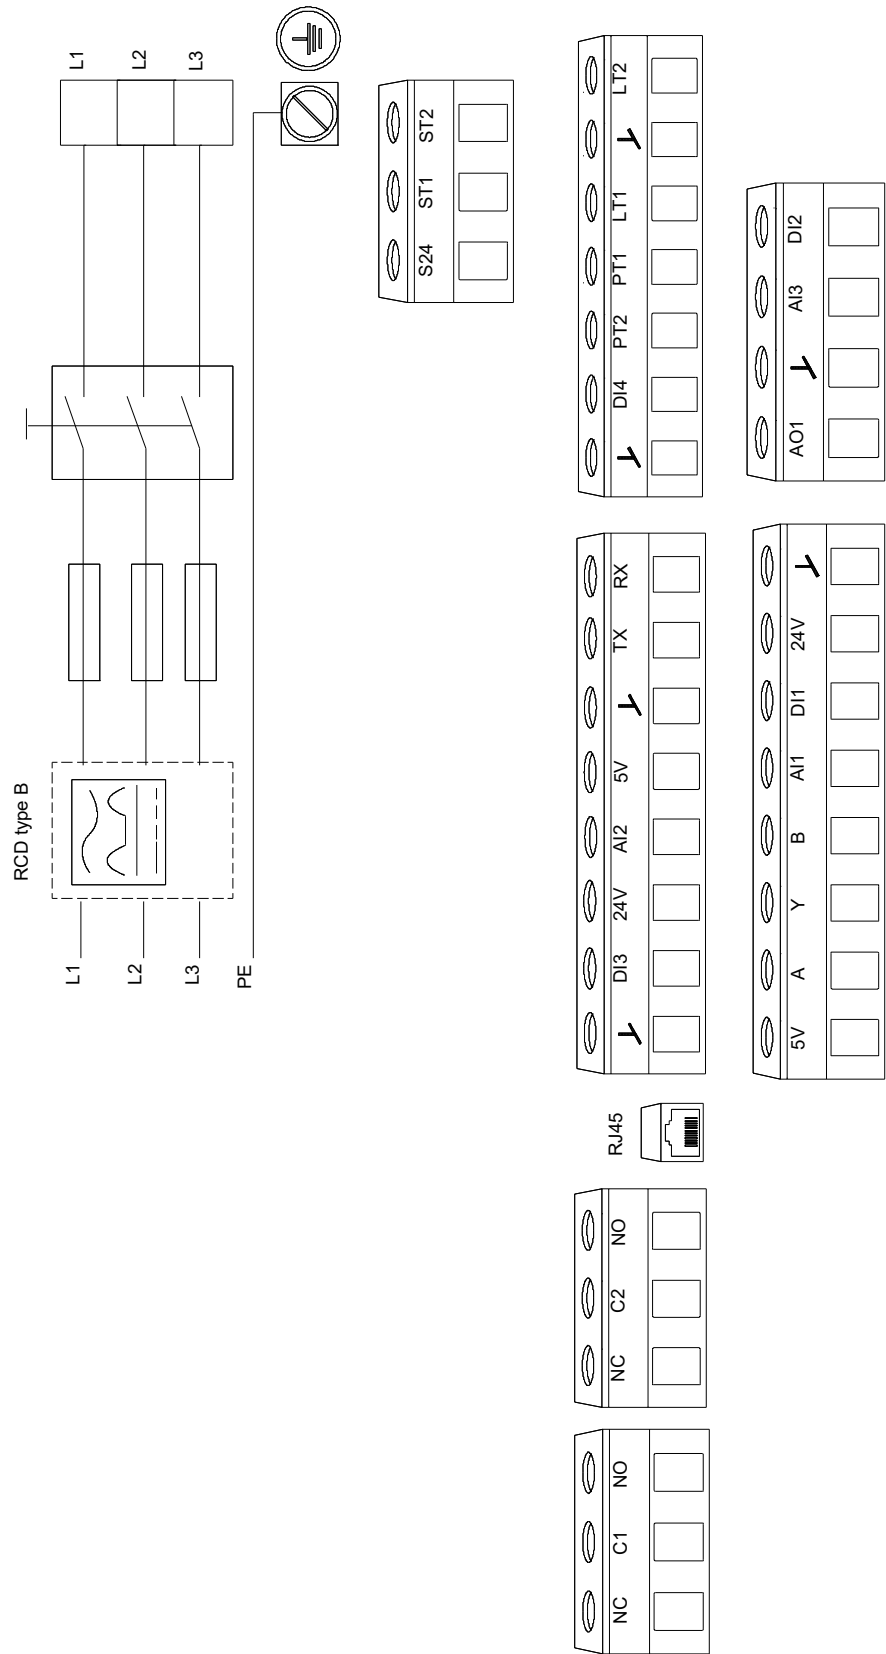 RCD type B
L1 L1
L2 L2
L3 L3
PE
S24 ST1 ST2
NC C1 NO
NC C2 NO
RJ45
DI3 24V AI2 5V TX RX
DI4 PT2 PT1 LT1 LT2
5V A Y B AI1 DI1 24V
AO1 AI3 DI2